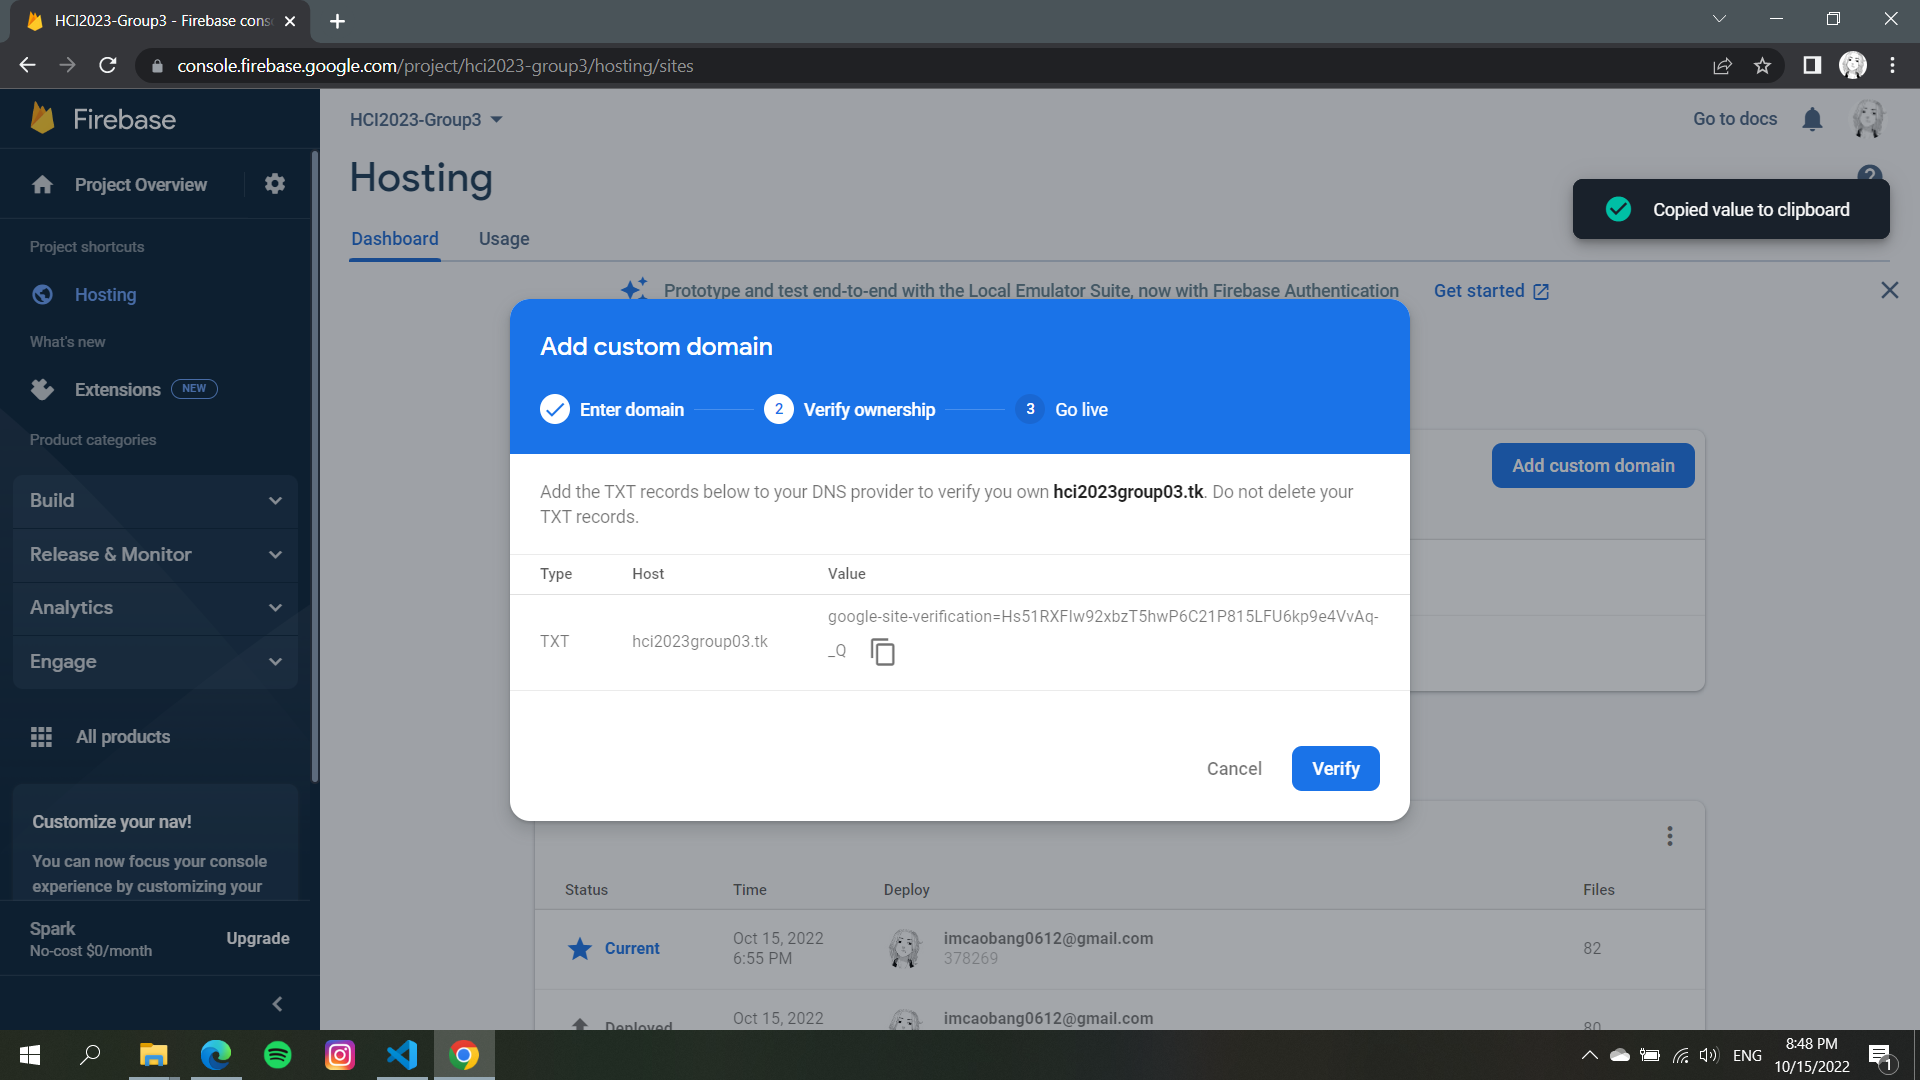 HCI2023-Group3 - Firebase cons
console.firebase.google.com/project/hci2023-group3/hosting/sites
Firebase
Project Overview
Project shortcuts
Hosting
What's new
Extensions NEW
Product categories
Build
Release & Monitor
Analytics
Engage
All products
Customize your nav!
You can now focus your console
experience by customizing your
Spark
No-cost $0/month
Upgrade
HCI2023-Group3
Go to docs
Hosting
Copied value to clipboard
Dashboard Usage
Prototype and test end-to-end with the Local Emulator Suite, now with Firebase Authentication Get started
Add custom domain
Add custom domain
2 Verify ownership
Enter domain
3 Go live
Add the TXT records below to your DNS provider to verify you own hci2023group03.tk. Do not delete your
TXT records.
Type Host Value
TXT hci2023group03.tk
google-site-verification=Hs51RXFIw92xbzT5hwP6C21P815LFU6kp9e4VvAq-
_Q
Cancel Verify
Status Time Deploy Files
Current
Oct 15, 2022
6:55 PM
imcaobang0612@gmail.com
378269
82
Deployed
Oct 15, 2022
imcaobang0612@gmail.com
80
ENG
8:48 PM
10/15/2022
1